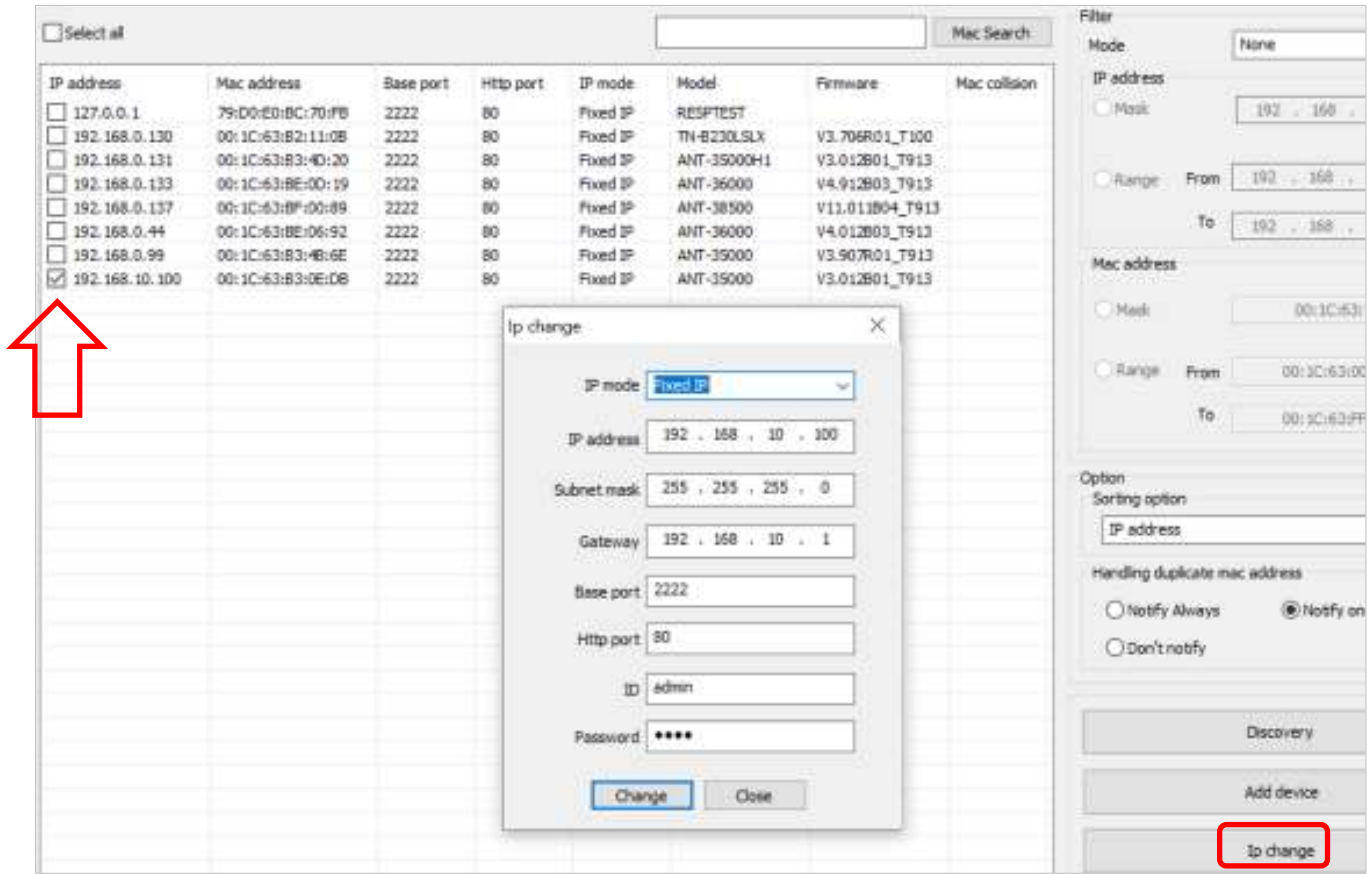 Select all
Mac Search
IP address Mac address Base port Http port IP mode Model Firmware Mac collision
127.0.0.1 79:D0:E0:BC:70:FB 2222 80 Fixed IP RESPTEST
192.168.0.130 00:1C:63:B2:11:0B 2222 80 Fixed IP TN-B230LSLX V3.706R01_T100
192.168.0.131 00:1C:63:B3:4D:20 2222 80 Fixed IP ANT-35000H1 V3.012B01_T913
192.168.0.133 00:1C:63:BE:0D:19 2222 80 Fixed IP ANT-36000 V4.912B03_T913
192.168.0.137 00:1C:63:BF:00:89 2222 80 Fixed IP ANT-38500 V11.011B04_T913
192.168.0.44 00:1C:63:BE:06:92 2222 80 Fixed IP ANT-36000 V4.012B03_T913
192.168.0.99 00:1C:63:B3:4B:6E 2222 80 Fixed IP ANT-35000 V3.907R01_T913
192.168.10.100 00:1C:63:B3:0E:DB 2222 80 Fixed IP ANT-35000 V3.012B01_T913
Ip change
IP mode Fixed IP
IP address 192 . 168 . 10 . 100
Subnet mask 255 . 255 . 255 . 0
Gateway 192 . 168 . 10 . 1
Base port 2222
Http port 80
ID admin
Password ••••
Change Close
Filter
Mode None
IP address
Mask 192 . 168 .
Range From 192 . 168 .
To 192 . 168 .
Mac address
Mask 00:1C:63:
Range From 00:1C:63:00
To 00:1C:63:FF
Option
Sorting option
IP address
Handling duplicate mac address
Notify Always Notify on
Don't notify
Discovery
Add device
Ip change